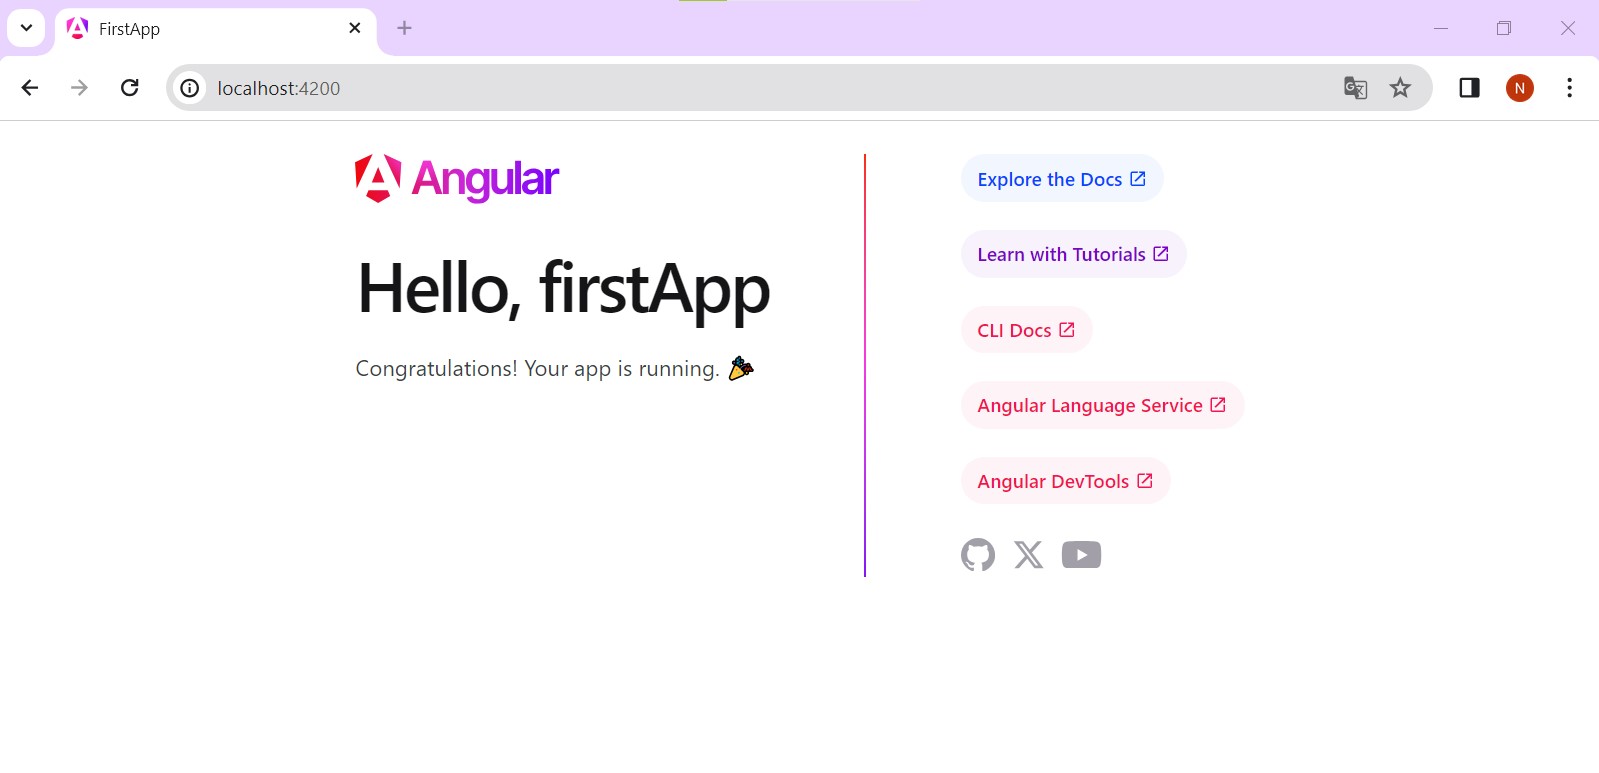 FirstApp
localhost:4200
N
Angular
Hello, firstApp
Congratulations! Your app is running. 🎉
Explore the Docs
Learn with Tutorials
CLI Docs
Angular Language Service
Angular DevTools